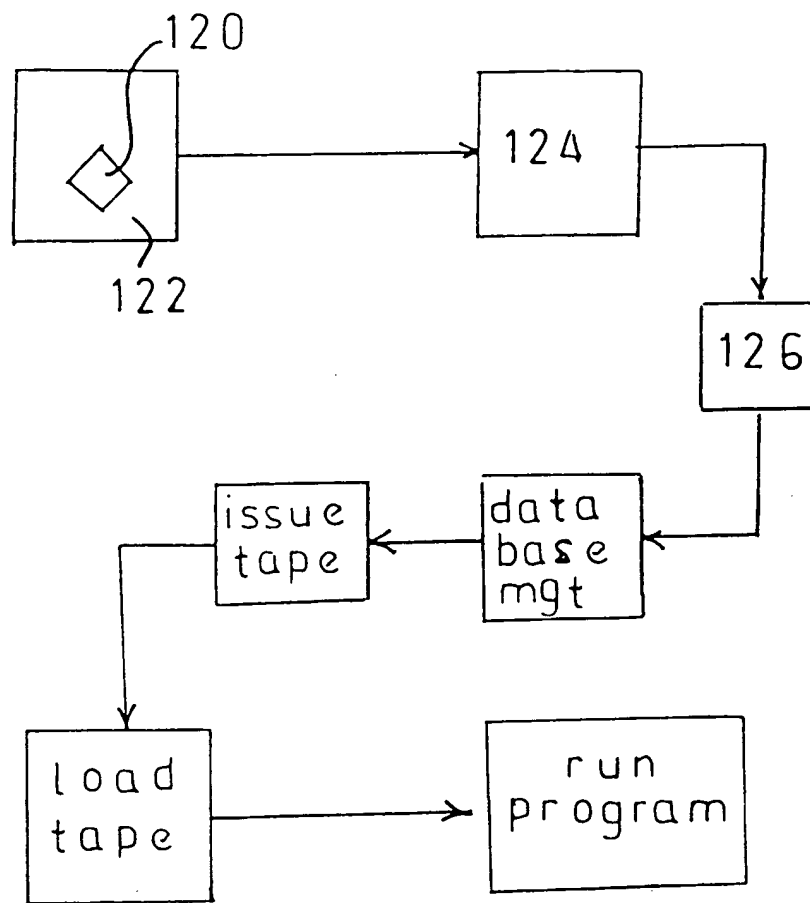 120
124
122
126
issue
tape
data
base
mgt
load
tape
run
program